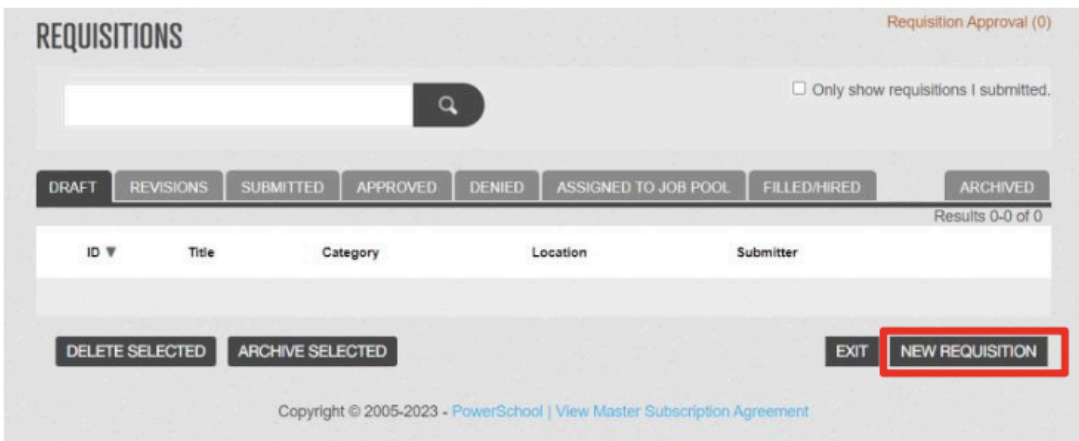 Requisition Approval (0)
REQUISITIONS
Only show requisitions I submitted.
DRAFT REVISIONS SUBMITTED APPROVED DENIED ASSIGNED TO JOB POOL FILLED/HIRED ARCHIVED
Results 0-0 of 0
ID ▼ Title Category Location Submitter
DELETE SELECTED ARCHIVE SELECTED EXIT NEW REQUISITION
Copyright © 2005-2023 - PowerSchool | View Master Subscription Agreement